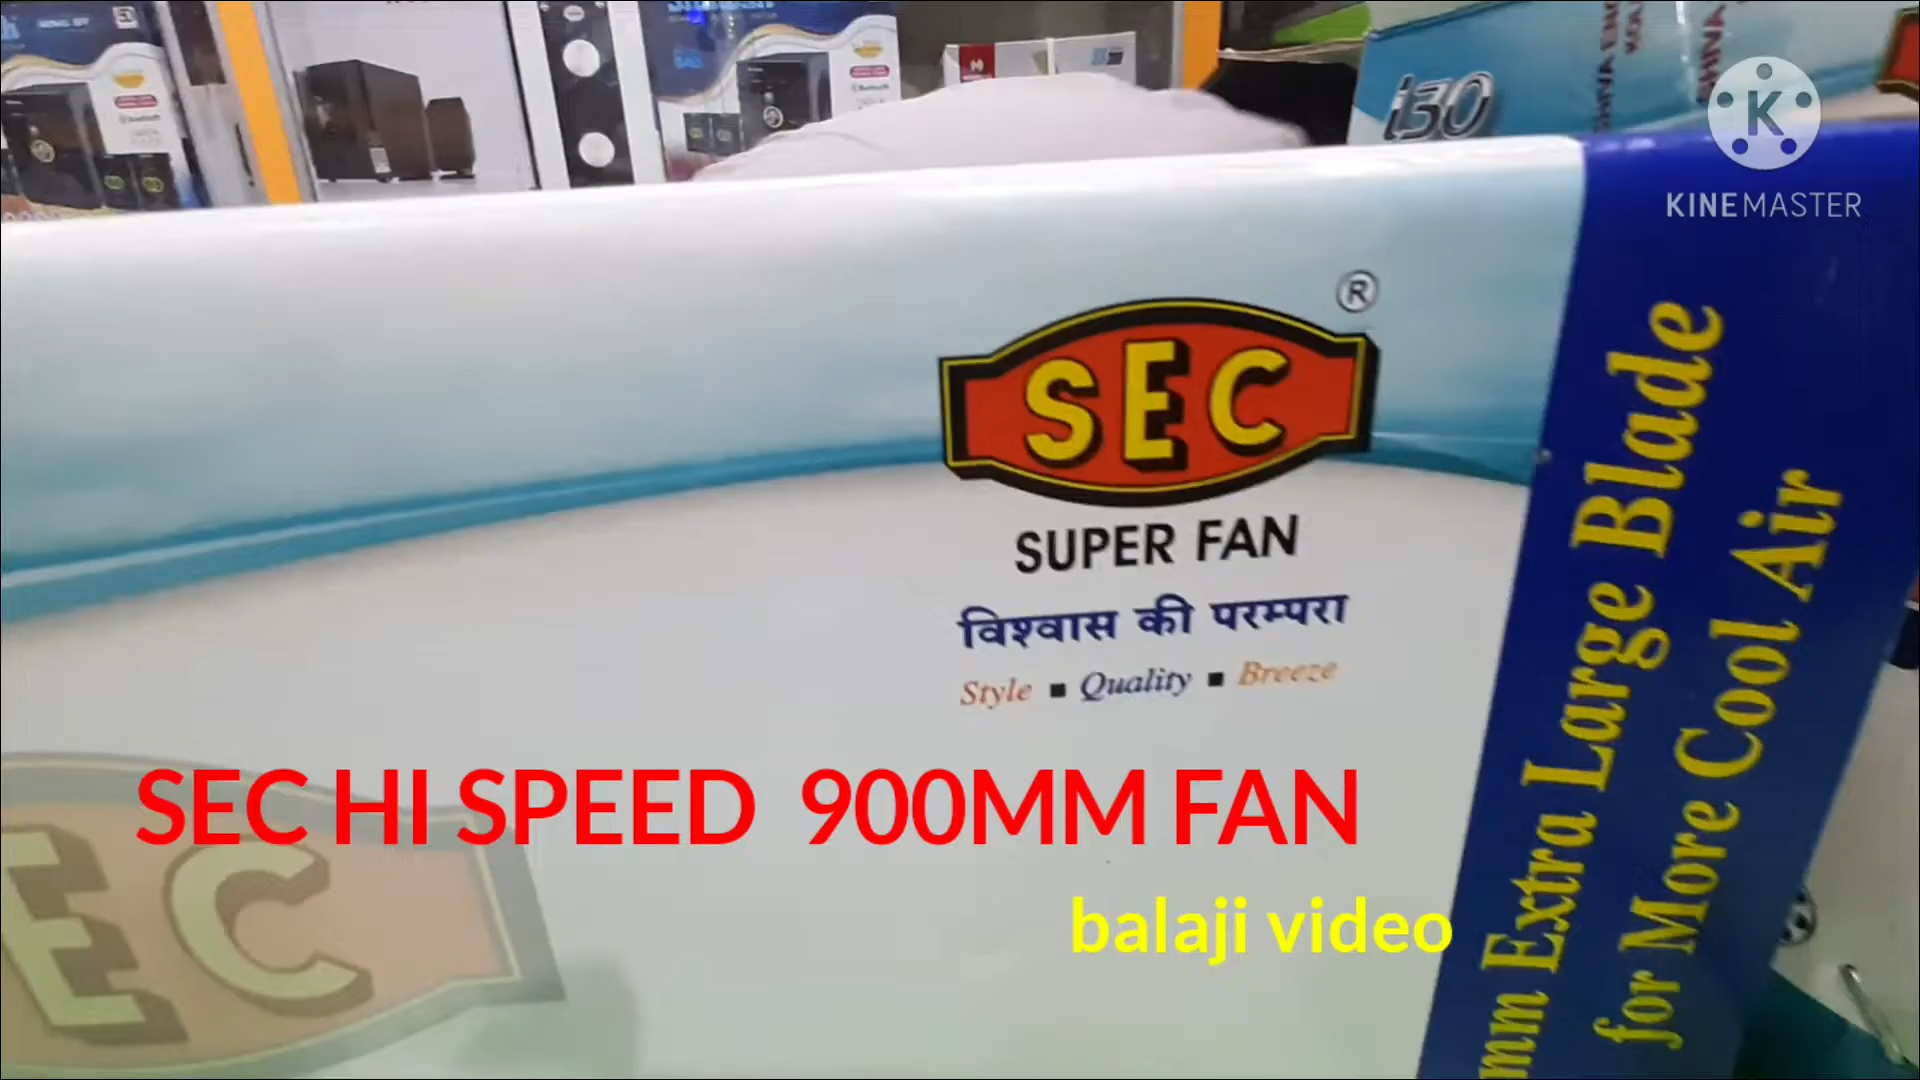 i30
K
KINEMASTER
®
SEC
SUPER FAN
विश्वास की परम्परा
Style ▪ Quality ▪ Breeze
SEC HI SPEED 900MM FAN
balaji video
EC
mm Extra Large Blade
for More Cool Air